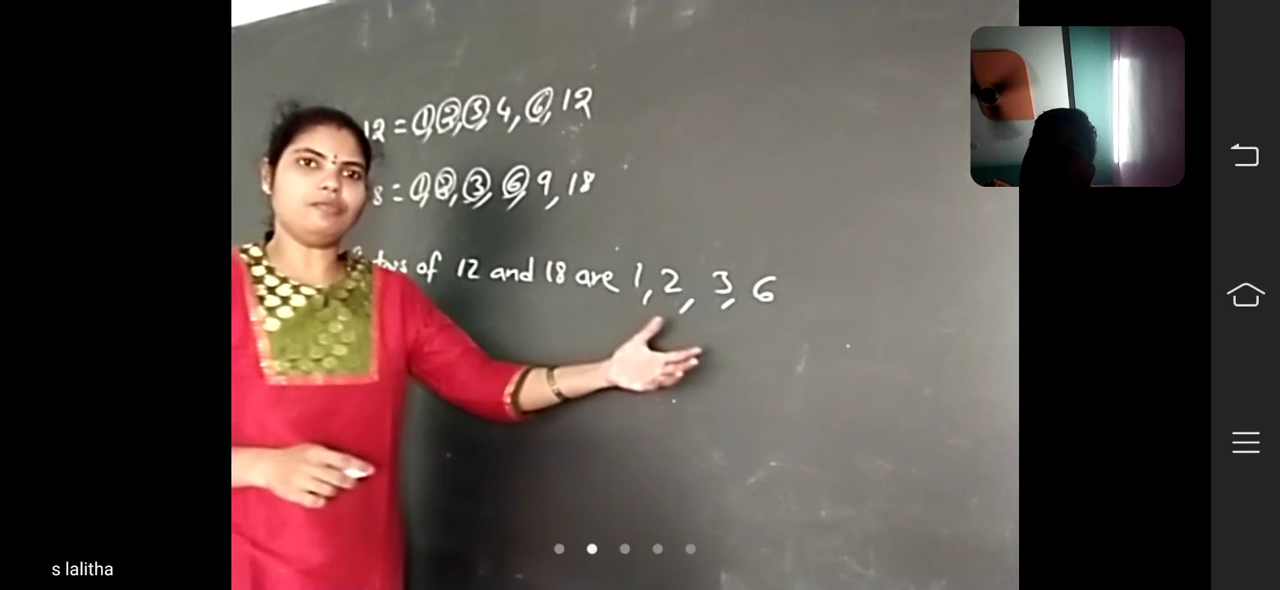 12 = 1, 2, 3, 4, 6, 12
8 = 1, 2, 3, 6, 9, 18
of 12 and 18 are 1, 2, 3, 6
s lalitha